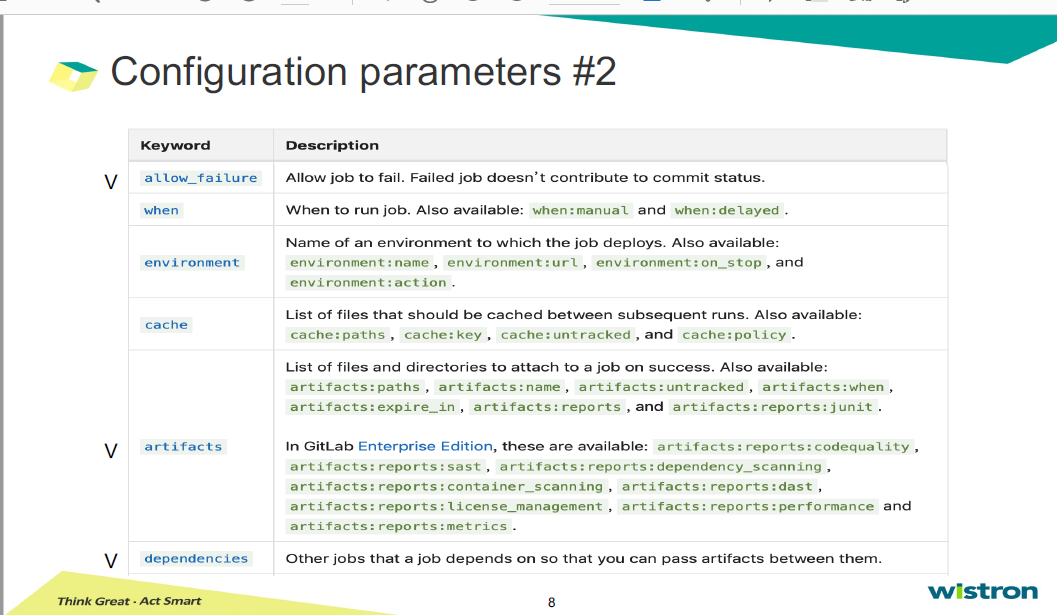 Configuration parameters #2
Keyword Description
V allow_failure Allow job to fail. Failed job doesn't contribute to commit status.
when When to run job. Also available: when:manual and when:delayed .
Name of an environment to which the job deploys. Also available:
environment environment:name , environment:url , environment:on_stop , and
environment:action .
List of files that should be cached between subsequent runs. Also available:
cache cache:paths , cache:key , cache:untracked , and cache:policy .
List of files and directories to attach to a job on success. Also available:
artifacts:paths , artifacts:name , artifacts:untracked , artifacts:when ,
artifacts:expire_in , artifacts:reports , and artifacts:reports:junit .
V artifacts In GitLab Enterprise Edition, these are available: artifacts:reports:codequality ,
artifacts:reports:sast , artifacts:reports:dependency_scanning ,
artifacts:reports:container_scanning , artifacts:reports:dast ,
artifacts:reports:license_management , artifacts:reports:performance and
artifacts:reports:metrics .
V dependencies Other jobs that a job depends on so that you can pass artifacts between them.
Think Great · Act Smart
8
wistron